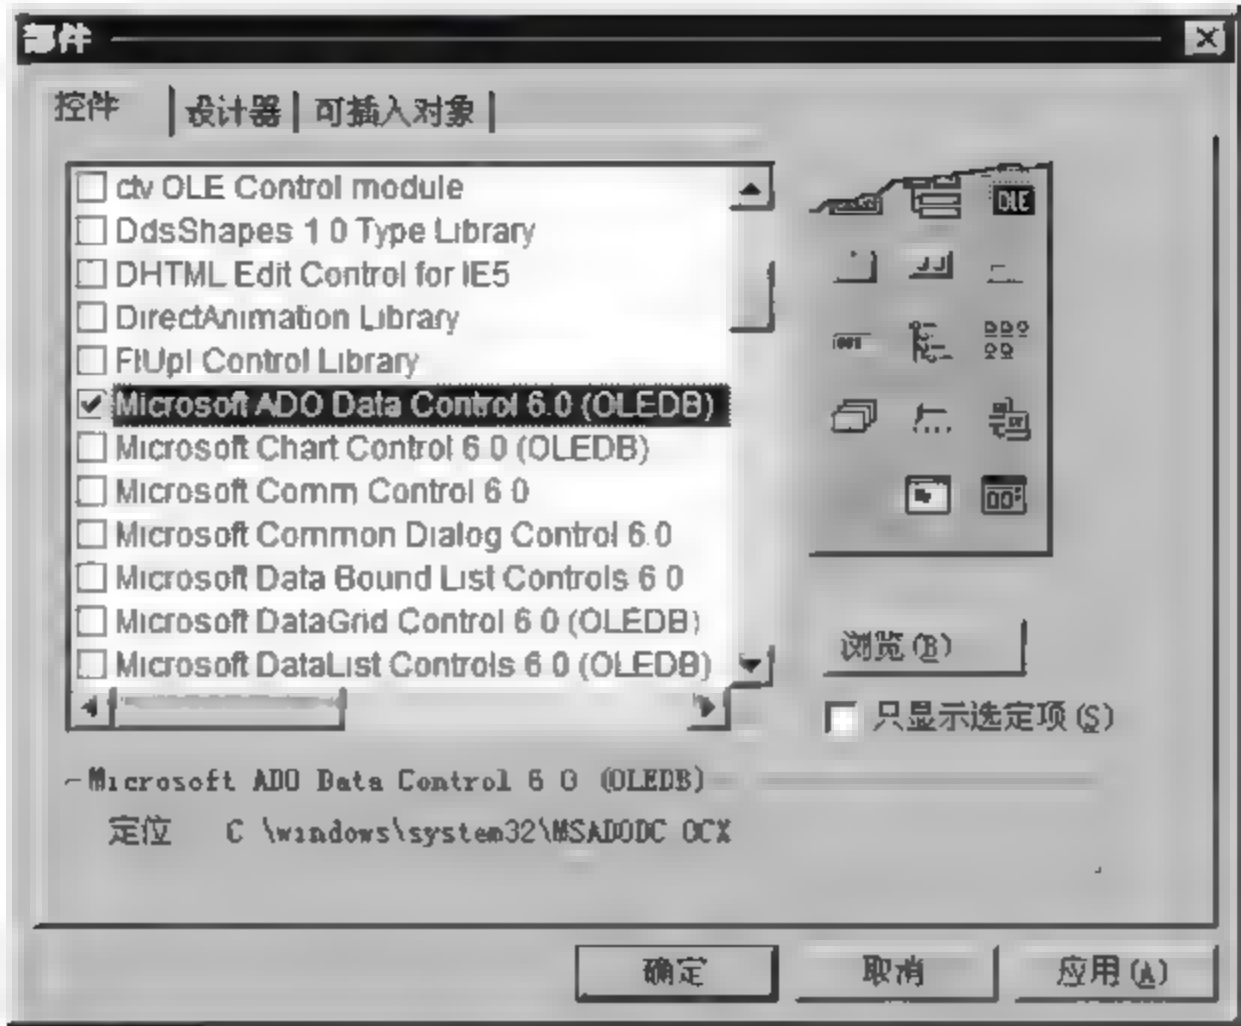 部件
控件 设计器 可插入对象
ctv OLE Control module
DdsShapes 1 0 Type Library
DHTML Edit Control for IE5
DirectAnimation Library
FlUpl Control Library
Microsoft ADO Data Control 6.0 (OLEDB)
Microsoft Chart Control 6 0 (OLEDB)
Microsoft Comm Control 6 0
Microsoft Common Dialog Control 6.0
Microsoft Data Bound List Controls 6 0
Microsoft DataGrid Control 6 0 (OLEDB)
Microsoft DataList Controls 6 0 (OLEDB)
OLE
浏览(B)
只显示选定项(S)
Microsoft ADO Data Control 6 0 (OLEDB)
定位 C \windows\system32\MSADODC OCX
确定 取消 应用(A)